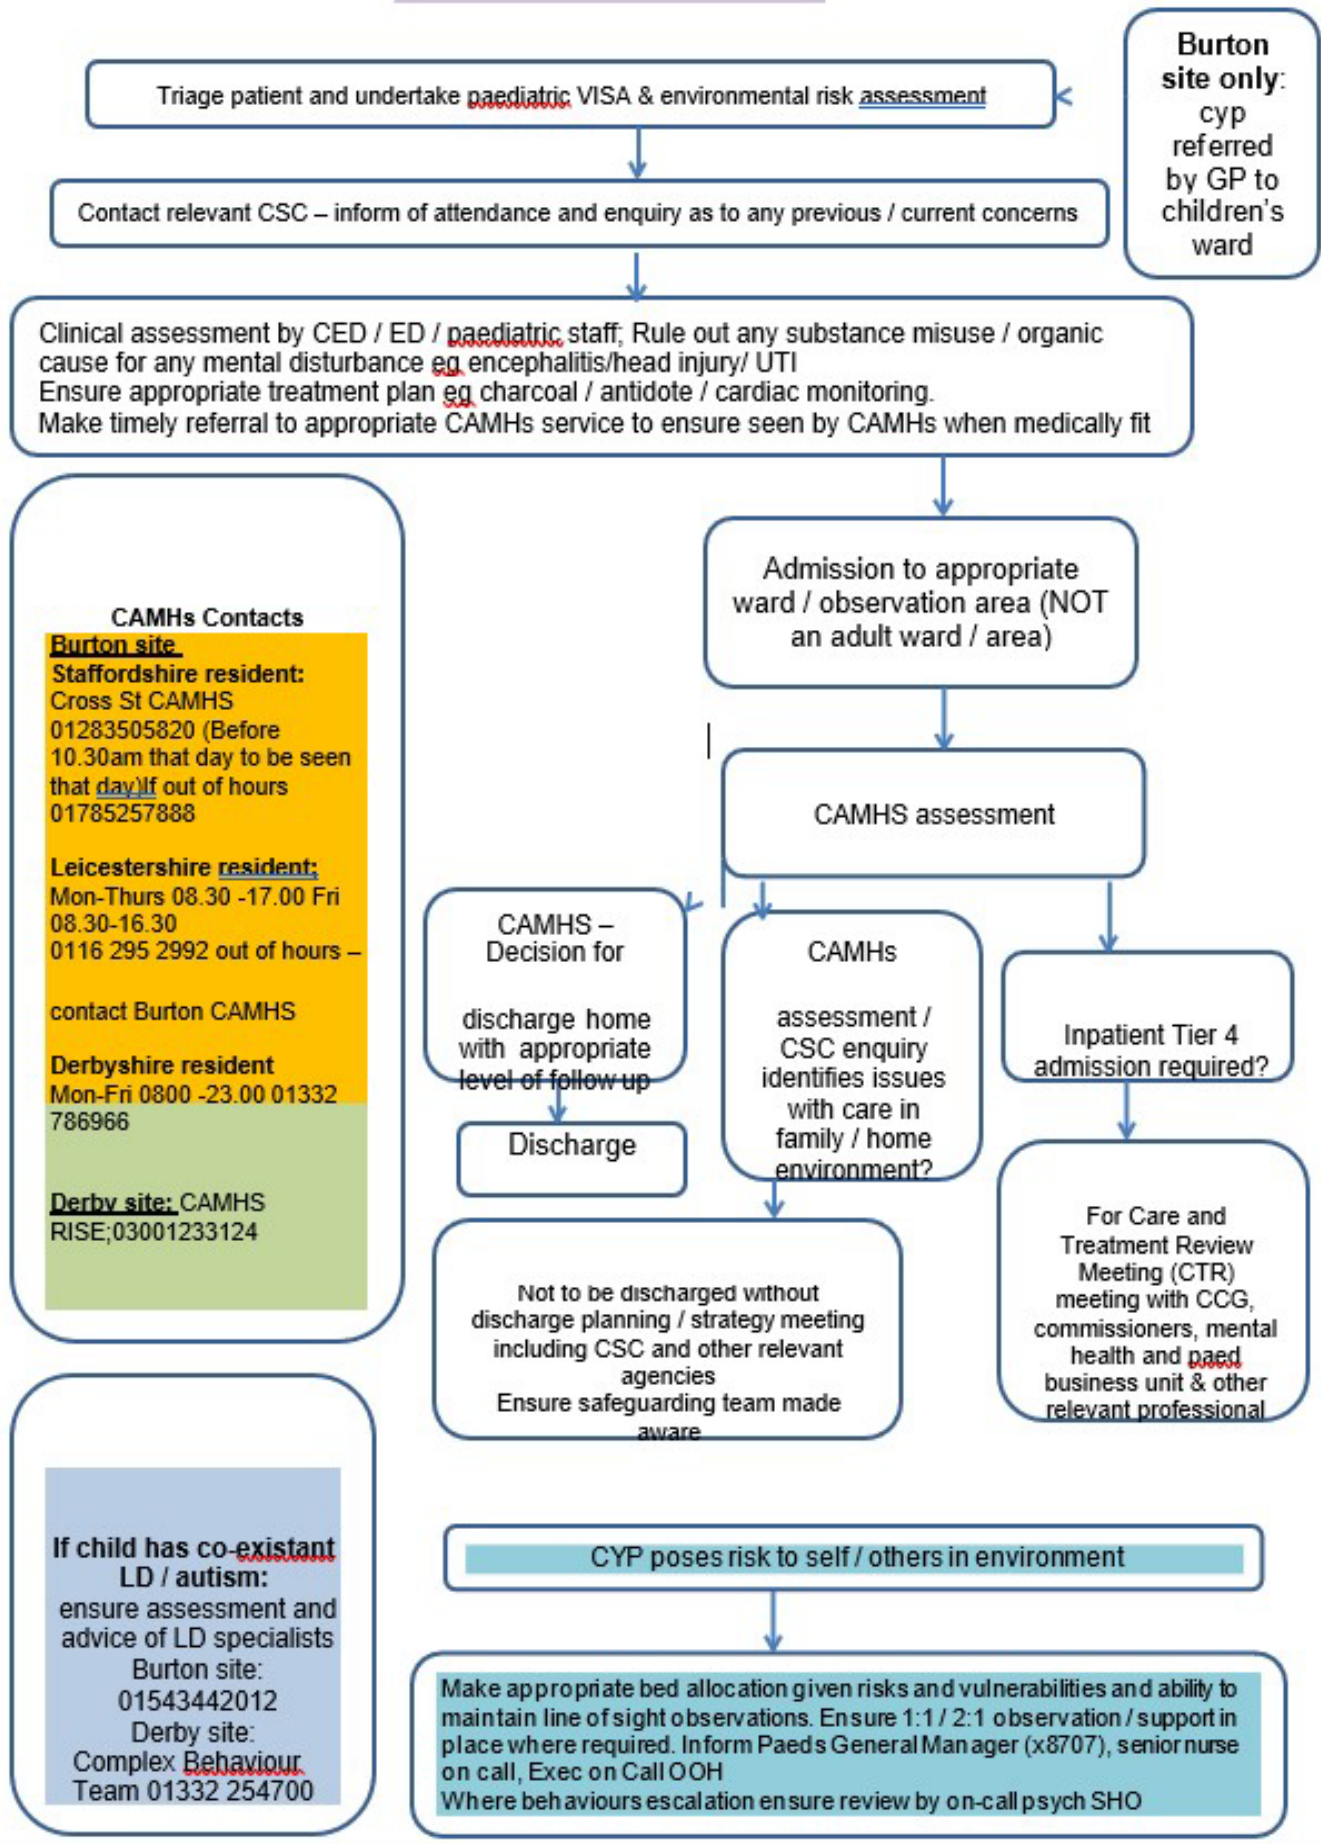 Triage patient and undertake paediatric VISA & environmental risk assessment
Burton
site only:
cyp
referred
by GP to
children's
ward
Contact relevant CSC – inform of attendance and enquiry as to any previous / current concerns
Clinical assessment by CED / ED / paediatric staff; Rule out any substance misuse / organic
cause for any mental disturbance eg encephalitis/head injury/ UTI
Ensure appropriate treatment plan eg charcoal / antidote / cardiac monitoring.
Make timely referral to appropriate CAMHs service to ensure seen by CAMHs when medically fit
Admission to appropriate
ward / observation area (NOT
an adult ward / area)
CAMHS assessment
CAMHS –
Decision for
discharge home
with appropriate
level of follow up
Discharge
CAMHs
assessment /
CSC enquiry
identifies issues
with care in
family / home
environment?
Not to be discharged without
discharge planning / strategy meeting
including CSC and other relevant
agencies
Ensure safeguarding team made
aware
Inpatient Tier 4
admission required?
For Care and
Treatment Review
Meeting (CTR)
meeting with CCG,
commissioners, mental
health and paed
business unit & other
relevant professional
CAMHs Contacts
Burton site
Staffordshire resident:
Cross St CAMHS
01283505820 (Before
10.30am that day to be seen
that day)If out of hours
01785257888
Leicestershire resident:
Mon-Thurs 08.30 -17.00 Fri
08.30-16.30
0116 295 2992 out of hours –
contact Burton CAMHS
Derbyshire resident
Mon-Fri 0800 -23.00 01332
786966
Derby site: CAMHS
RISE;03001233124
If child has co-existant
LD / autism:
ensure assessment and
advice of LD specialists
Burton site:
01543442012
Derby site:
Complex Behaviour
Team 01332 254700
CYP poses risk to self / others in environment
Make appropriate bed allocation given risks and vulnerabilities and ability to
maintain line of sight observations. Ensure 1:1 / 2:1 observation / support in
place where required. Inform Paeds General Manager (x8707), senior nurse
on call, Exec on Call OOH
Where behaviours escalation ensure review by on-call psych SHO